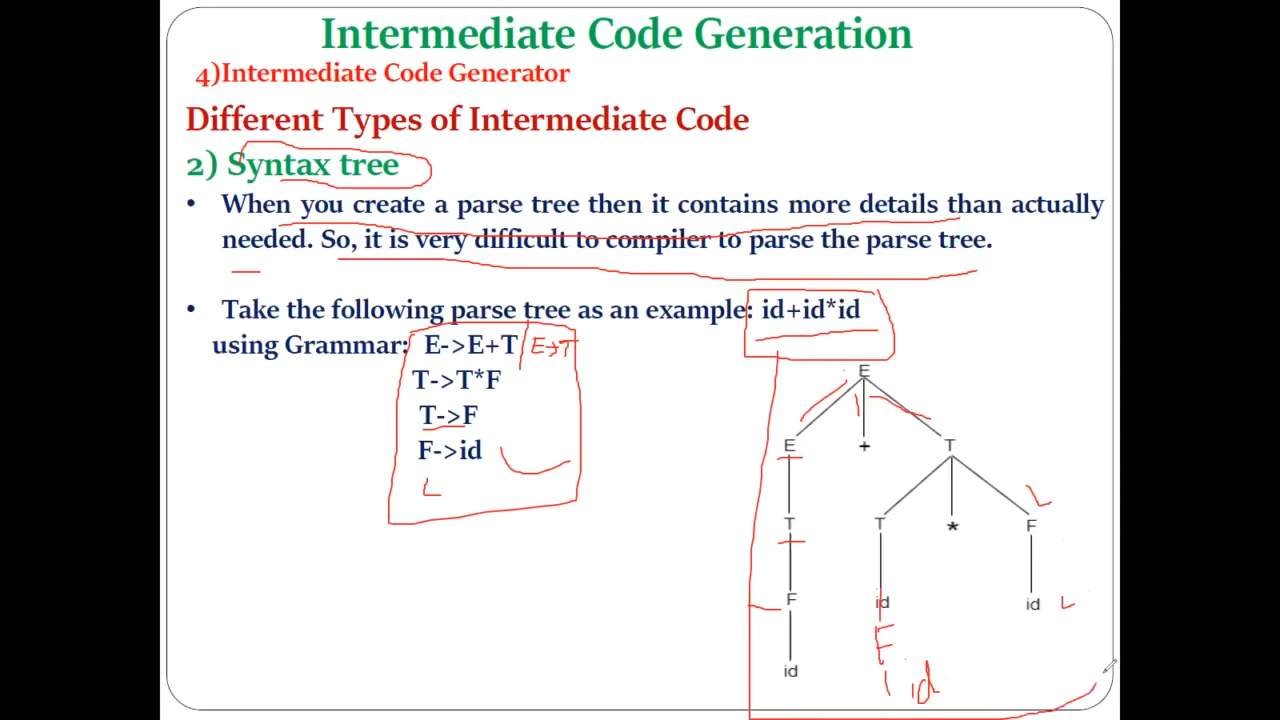 Intermediate Code Generation
4)Intermediate Code Generator
Different Types of Intermediate Code
2) Syntax tree
• When you create a parse tree then it contains more details than actually
needed. So, it is very difficult to compiler to parse the parse tree.
• Take the following parse tree as an example: id+id*id
using Grammar: E->E+T / E→T
T->T*F
T->F
F->id
E
E + T
T T * F
F id id
F
id id